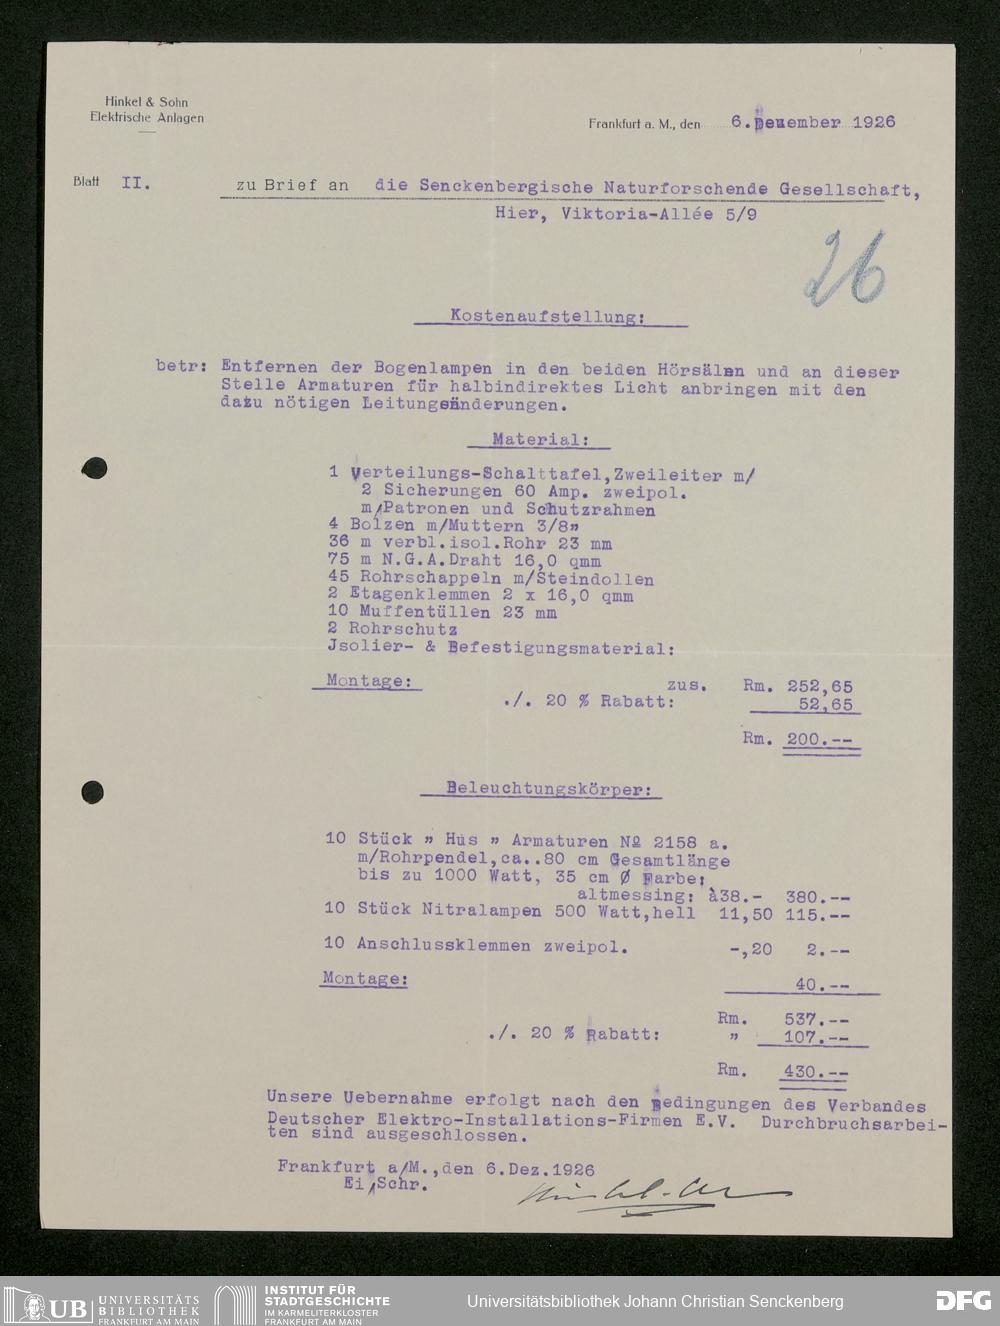 Hinkel & Sohn
Elektrische Anlagen
Frankfurt a. M., den 6.Dezember 1926
Blatt II. zu Brief an die Senckenbergische Naturforschende Gesellschaft,
Hier, Viktoria-Allée 5/9
26
Kostenaufstellung:
betr: Entfernen der Bogenlampen in den beiden Hörsälen und an dieser
Stelle Armaturen für halbindirektes Licht anbringen mit den
dazu nötigen Leitungsänderungen.
Material:
1 Verteilungs-Schalttafel,Zweileiter m/
2 Sicherungen 60 Amp. zweipol.
m/Patronen und Schutzrahmen
4 Bolzen m/Muttern 3/8"
36 m verbl.isol.Rohr 23 mm
75 m N.G.A.Draht 16,0 qmm
45 Rohrschappeln m/Steindollen
2 Etagenklemmen 2 x 16,0 qmm
10 Muffentüllen 23 mm
2 Rohrschutz
Jsolier- & Befestigungsmaterial:
Montage: zus. Rm. 252,65
./. 20 % Rabatt: 52,65
Rm. 200.--
Beleuchtungskörper:
10 Stück " Hus " Armaturen № 2158 a.
m/Rohrpendel,ca..80 cm Gesamtlänge
bis zu 1000 Watt, 35 cm Ø Farbe:
altmessing: à38.- 380.--
10 Stück Nitralampen 500 Watt,hell 11,50 115.--
10 Anschlussklemmen zweipol. -,20 2.--
Montage: 40.--
Rm. 537.--
./. 20 % Rabatt: " 107.--
Rm. 430.--
Unsere Uebernahme erfolgt nach den Bedingungen des Verbandes
Deutscher Elektro-Installations-Firmen E.V. Durchbruchsarbei-
ten sind ausgeschlossen.
Frankfurt a/M.,den 6.Dez.1926
Ei/Schr.
UB UNIVERSITÄTS
BIBLIOTHEK
FRANKFURT AM MAIN
INSTITUT FÜR
STADTGESCHICHTE
IM KARMELITERKLOSTER
FRANKFURT AM MAIN
Universitätsbibliothek Johann Christian Senckenberg
DFG